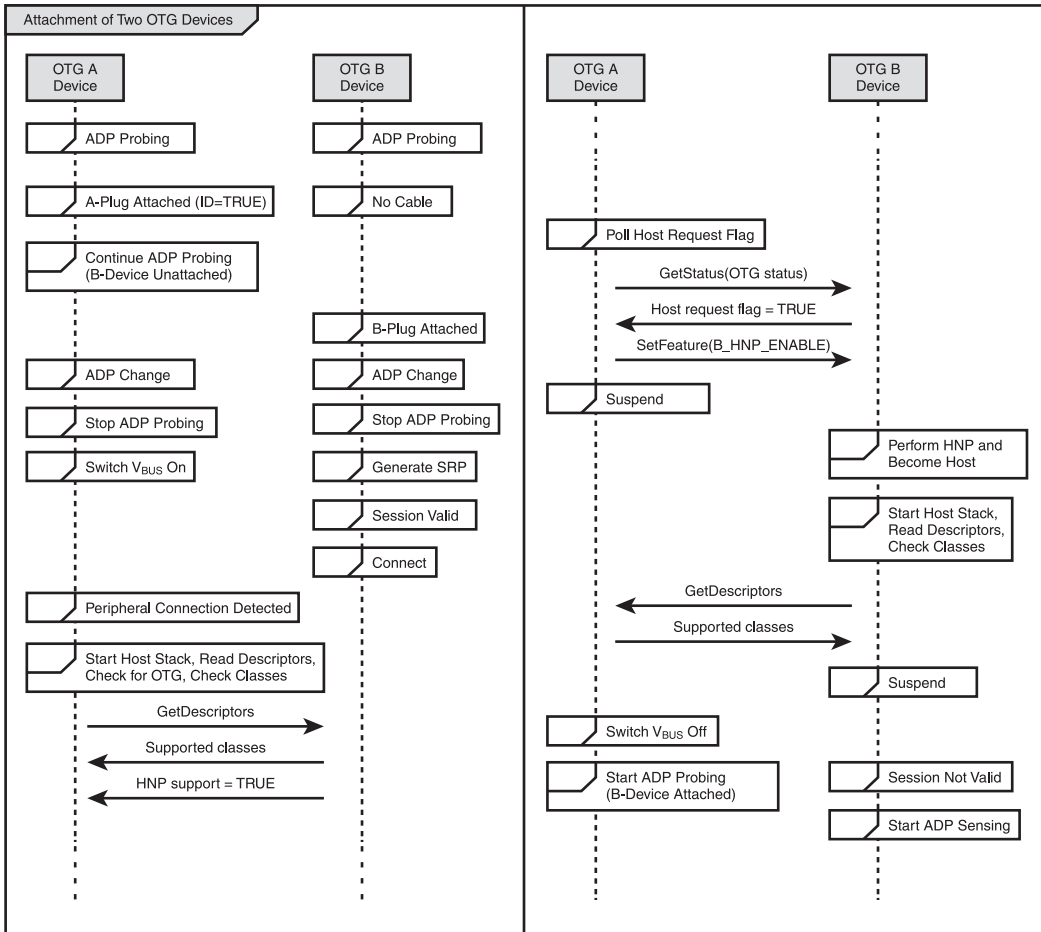 Attachment of Two OTG Devices
OTG A
Device
OTG B
Device
ADP Probing
ADP Probing
A-Plug Attached (ID=TRUE)
No Cable
Continue ADP Probing
(B-Device Unattached)
B-Plug Attached
ADP Change
ADP Change
Stop ADP Probing
Stop ADP Probing
Switch VBUS On
Generate SRP
Session Valid
Connect
Peripheral Connection Detected
Start Host Stack, Read Descriptors,
Check for OTG, Check Classes
GetDescriptors
Supported classes
HNP support = TRUE
OTG A
Device
OTG B
Device
Poll Host Request Flag
GetStatus(OTG status)
Host request flag = TRUE
SetFeature(B_HNP_ENABLE)
Suspend
Perform HNP and
Become Host
Start Host Stack,
Read Descriptors,
Check Classes
GetDescriptors
Supported classes
Suspend
Switch VBUS Off
Start ADP Probing
(B-Device Attached)
Session Not Valid
Start ADP Sensing